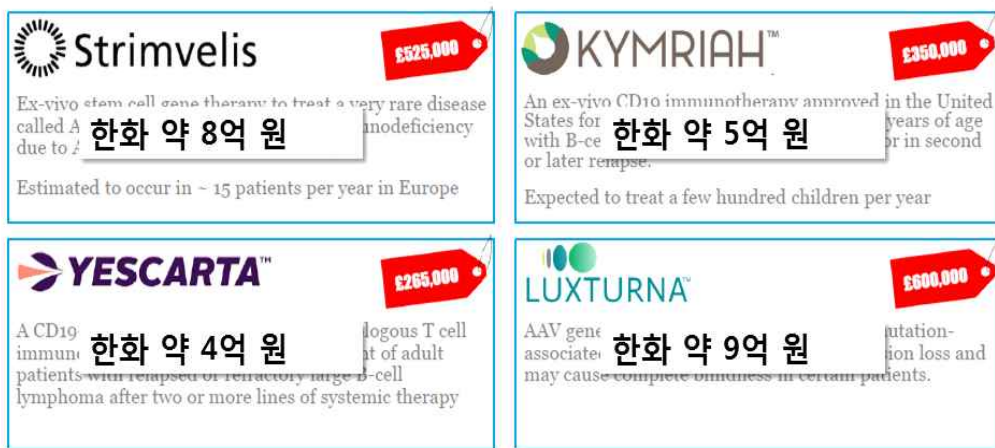 Strimvelis
£525,000
Ex-vivo stem cell gene therapy to treat a very rare disease
called A
unodeficiency
due to A
한화 약 8억 원
Estimated to occur in ~ 15 patients per year in Europe
KYMRIAH™
£350,000
An ex-vivo CD19 immunotherapy approved in the United
States for years of age
with B-ce or in second
or later relapse.
한화 약 5억 원
Expected to treat a few hundred children per year
YESCARTA™
£265,000
A CD19 logous T cell
immun nt of adult
patients with relapsed or refractory large B-cell
lymphoma after two or more lines of systemic therapy
한화 약 4억 원
LUXTURNA™
£600,000
AAV gene utation-
associated sion loss and
may cause complete blindness in certain patients.
한화 약 9억 원